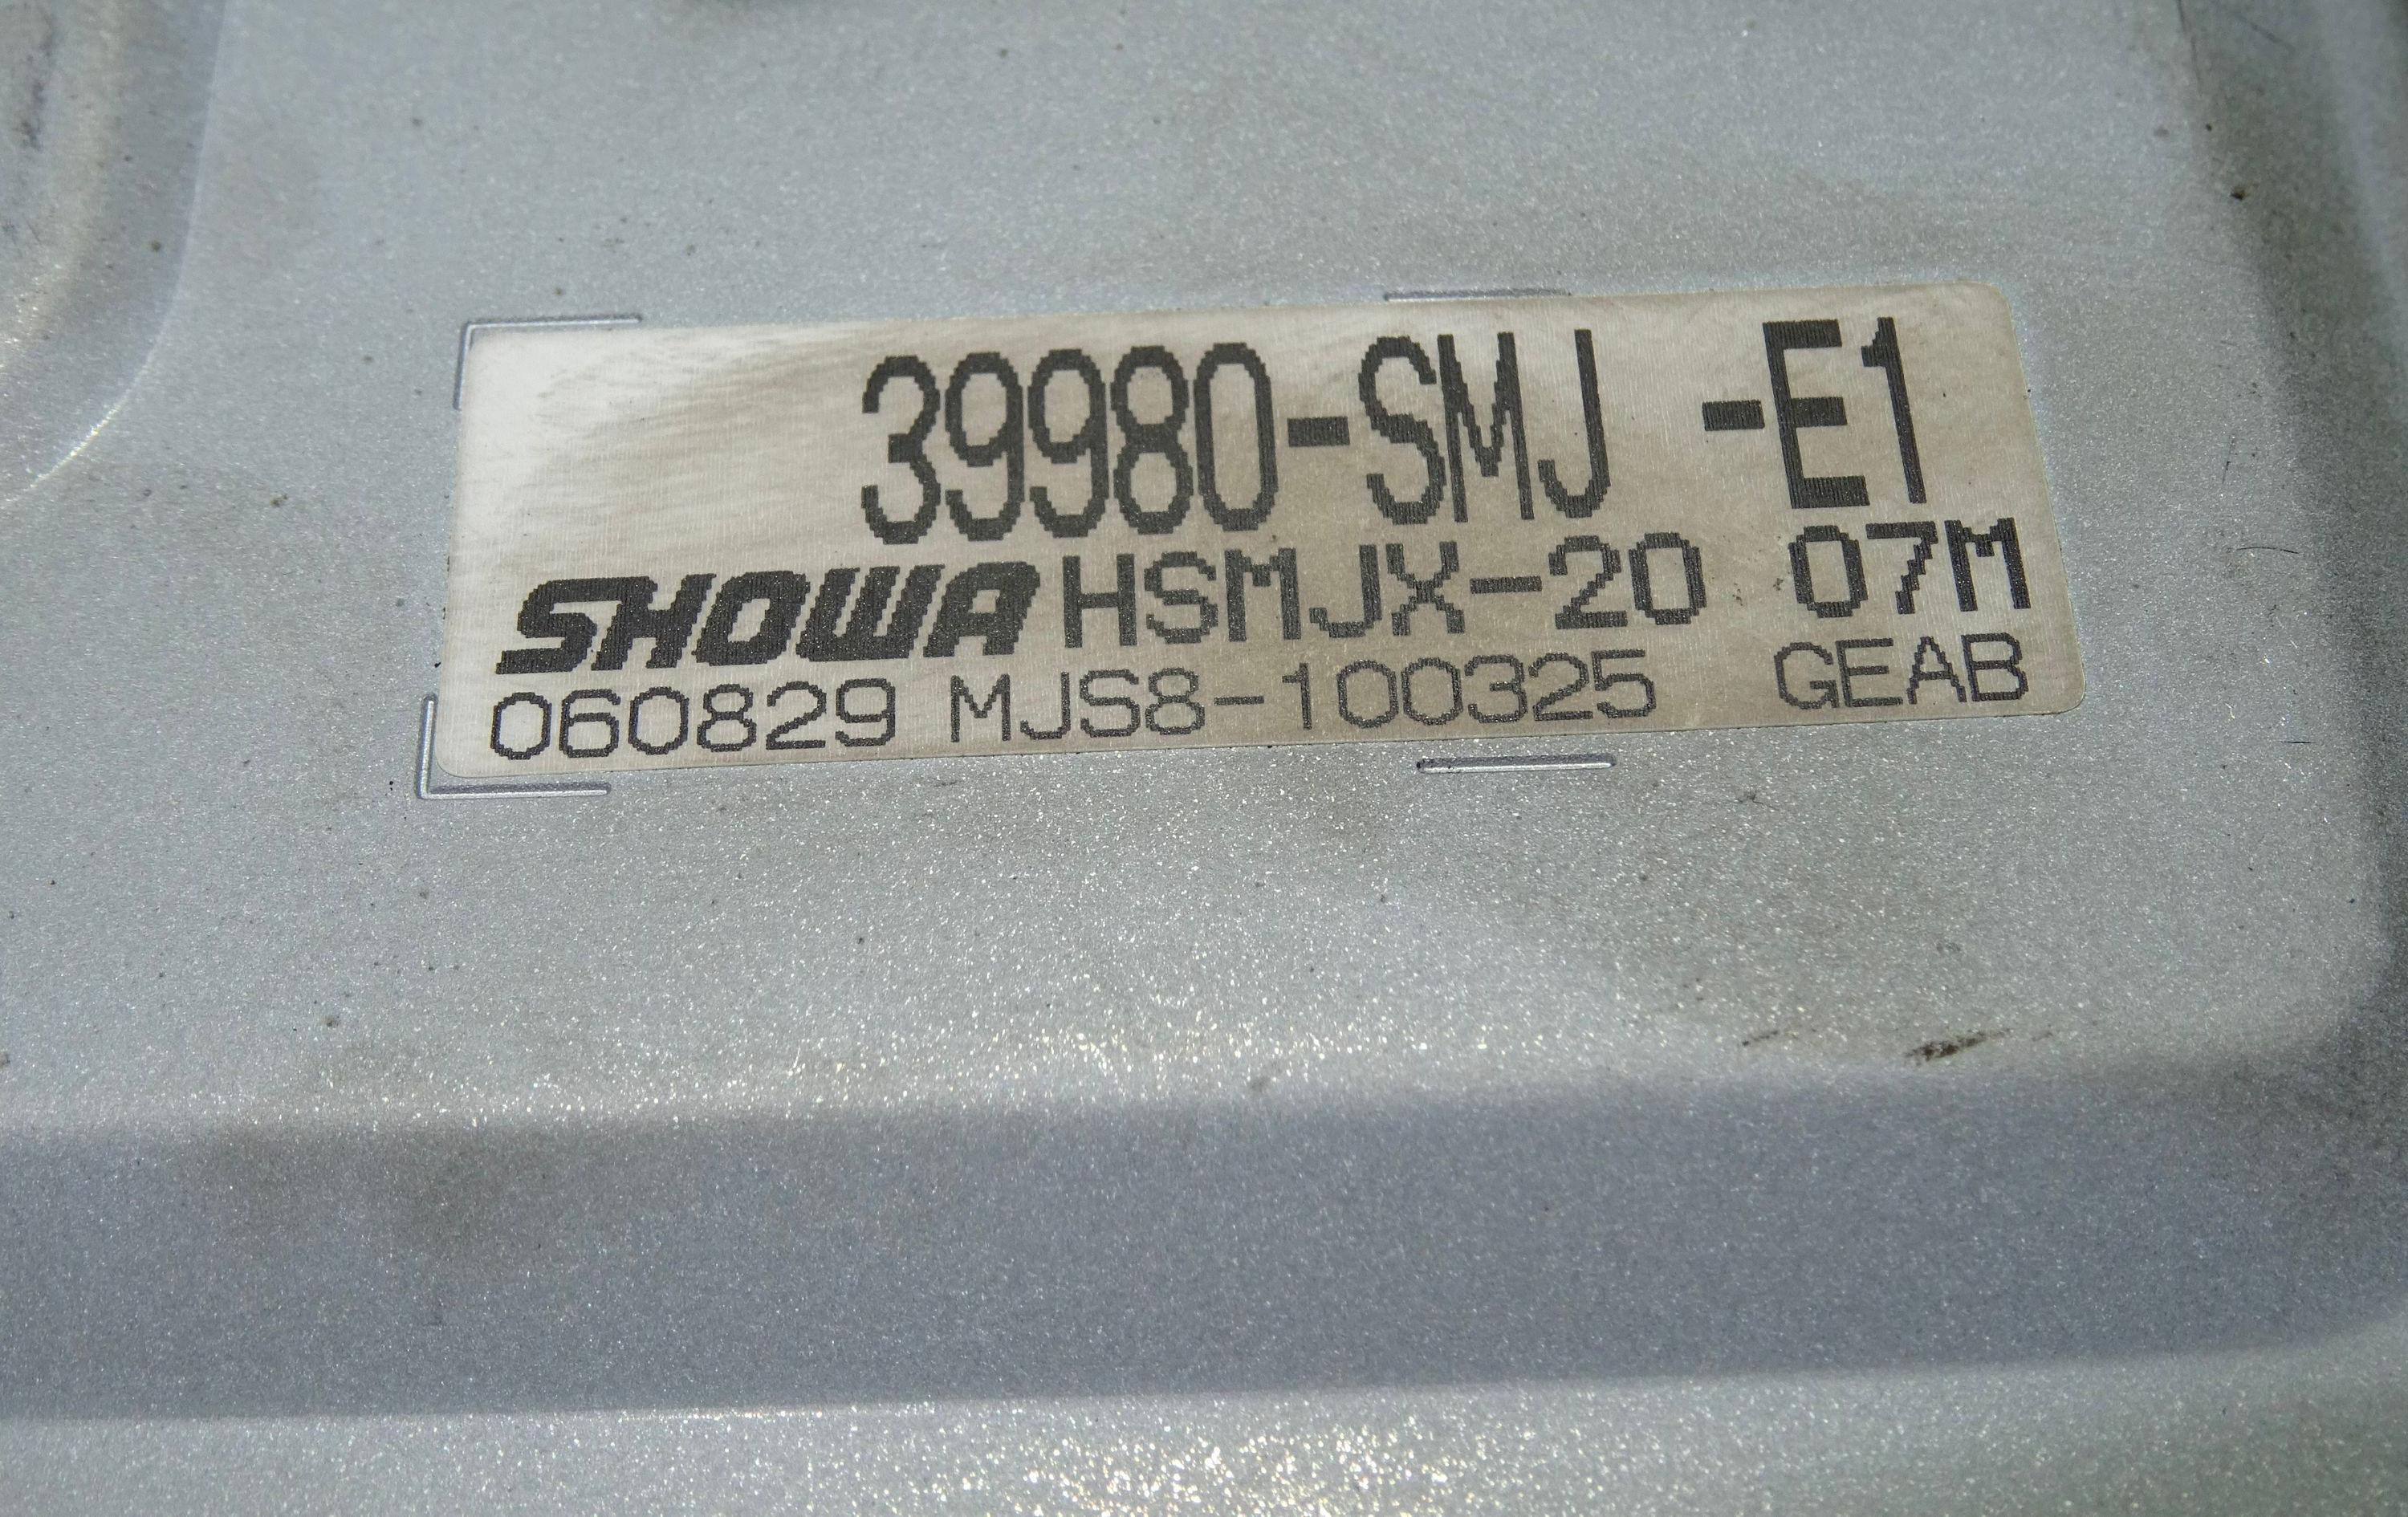 39980-SMJ -E1
SHOWA HSMJX-20 07M
060829 MJS8-100325 GEAB